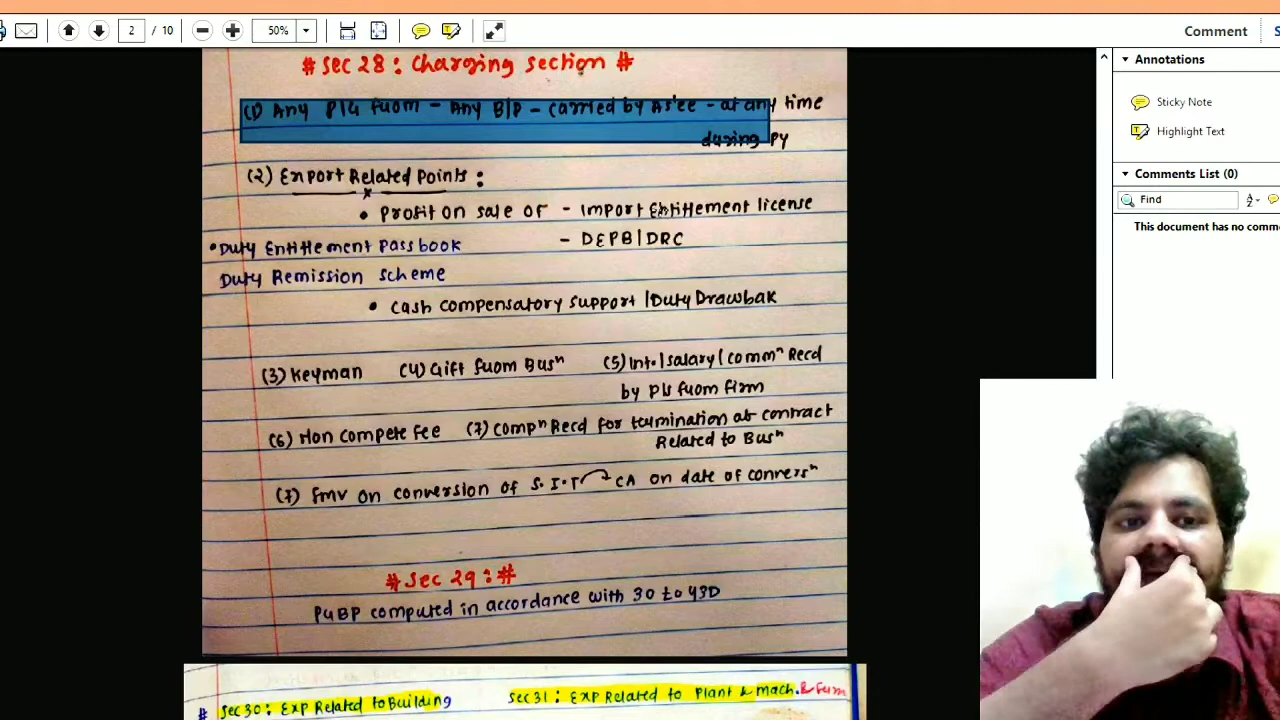 2 / 10
50%
Comment
Annotations
Sticky Note
Highlight Text
Comments List (0)
Find
This document has no comme
# Sec 28 : Charging section #
(1) Any P/G from - Any B/P - carried by As'ee - at any time
during PY
(2) Export Related Points :
• Profit on sale of - Import Entitlement license
•Duty Entitlement Passbook - DEPB/DRC
Duty Remission scheme
• Cash compensatory support /Duty Drawbak
(3) Keyman (4) Gift from Busⁿ (5) Int./salary/commⁿ Recd
by P/s from firm
(6) Non Compete Fee (7) Compⁿ Recd for termination of contract
Related to Busⁿ
(7) FMV on conversion of S.I.T CA on date of conversⁿ
# Sec 29 : #
PGBP computed in accordance with 30 to 43D
# Sec 30 : Exp Related to Building Sec 31 : Exp Related to Plant & mach. & Furn